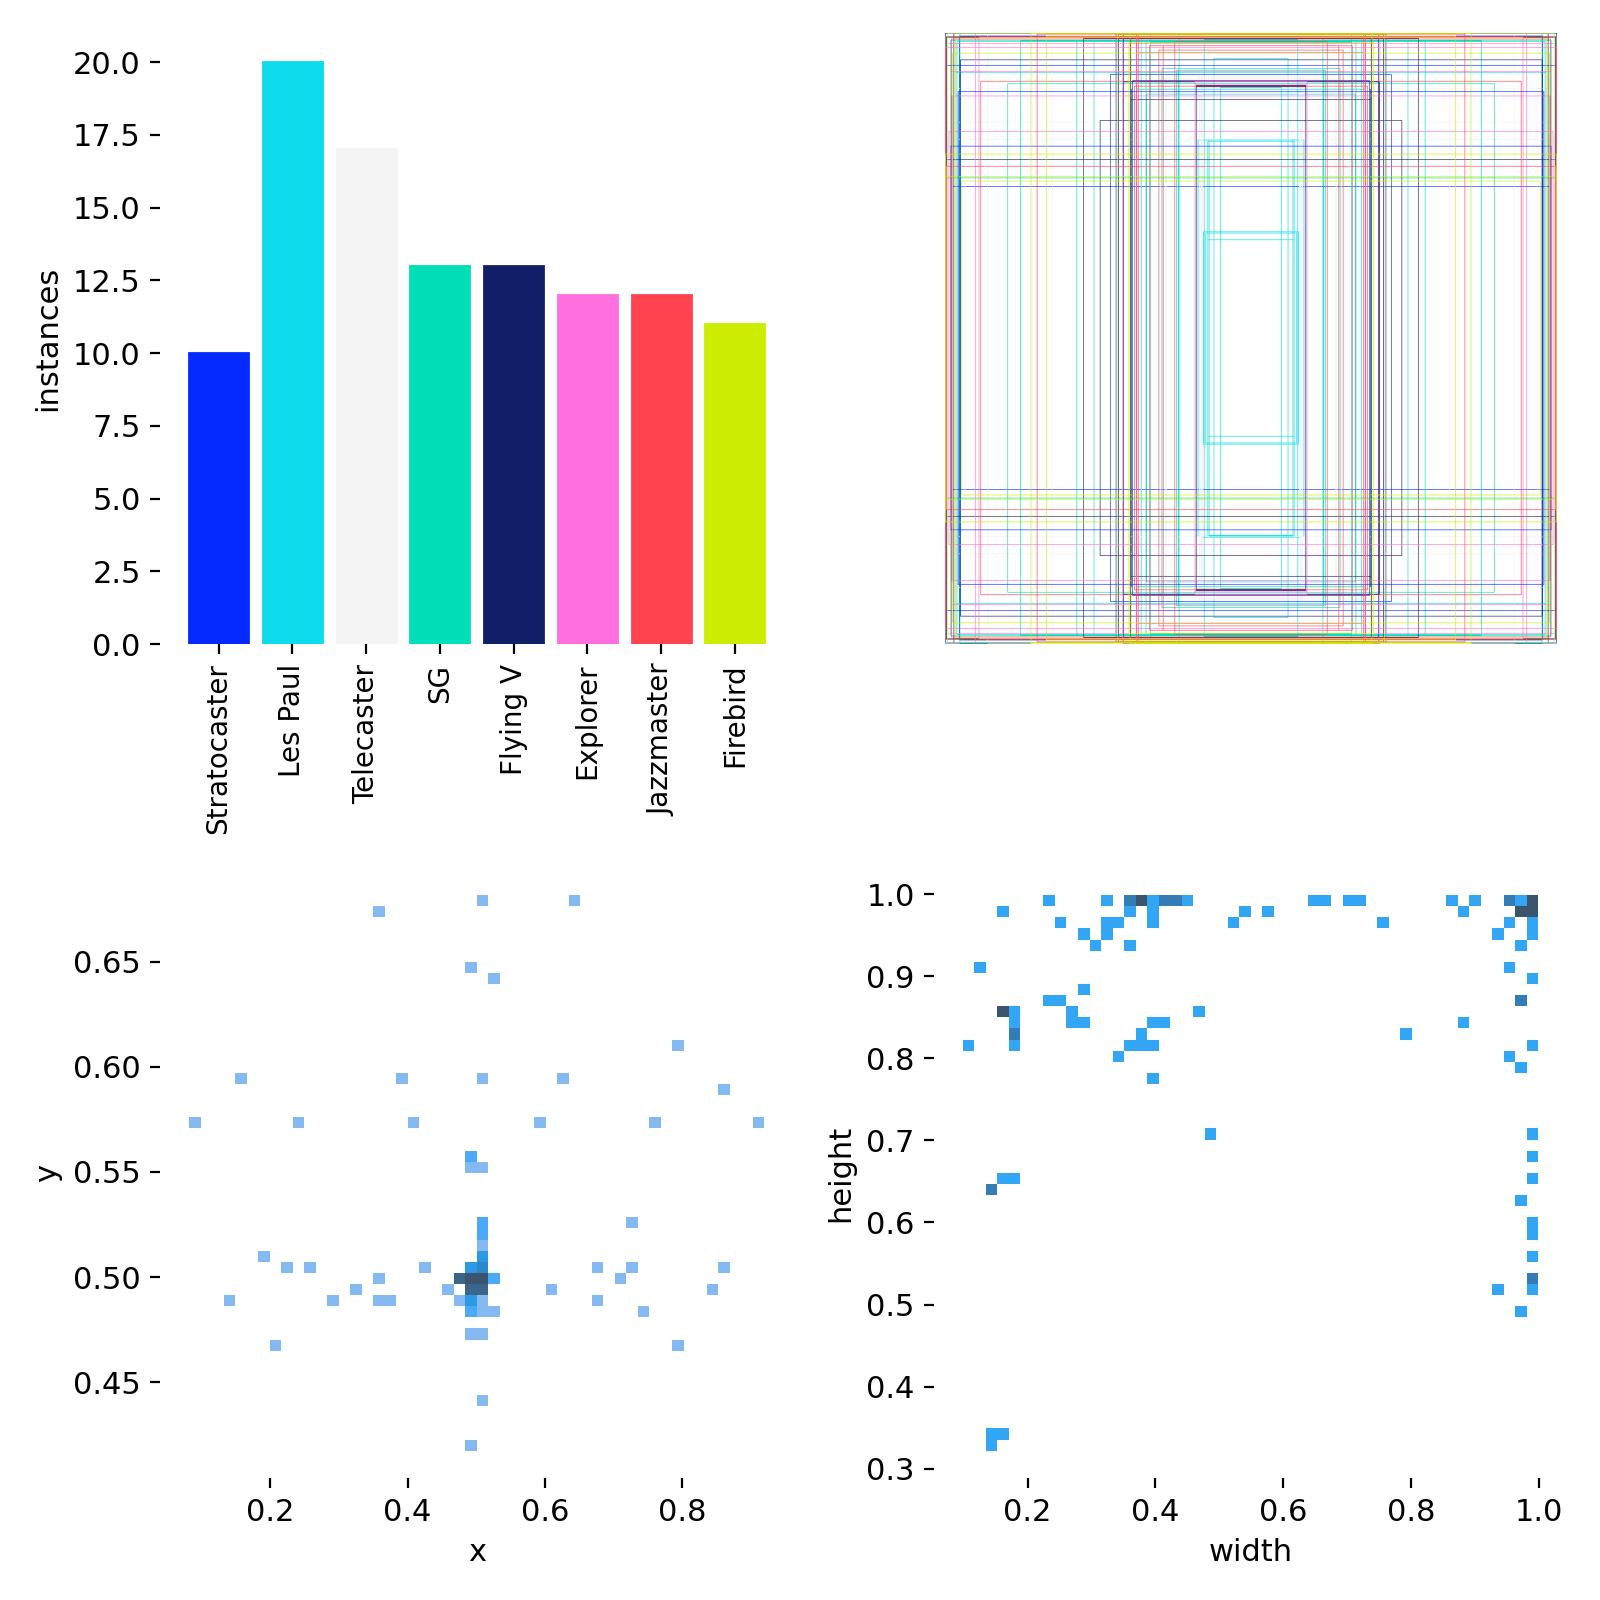 instances
20.0
17.5
15.0
12.5
10.0
7.5
5.0
2.5
0.0
Stratocaster
Les Paul
Telecaster
SG
Flying V
Explorer
Jazzmaster
Firebird
y
0.65
0.60
0.55
0.50
0.45
0.2 0.4 0.6 0.8
x
height
1.0
0.9
0.8
0.7
0.6
0.5
0.4
0.3
0.2 0.4 0.6 0.8 1.0
width